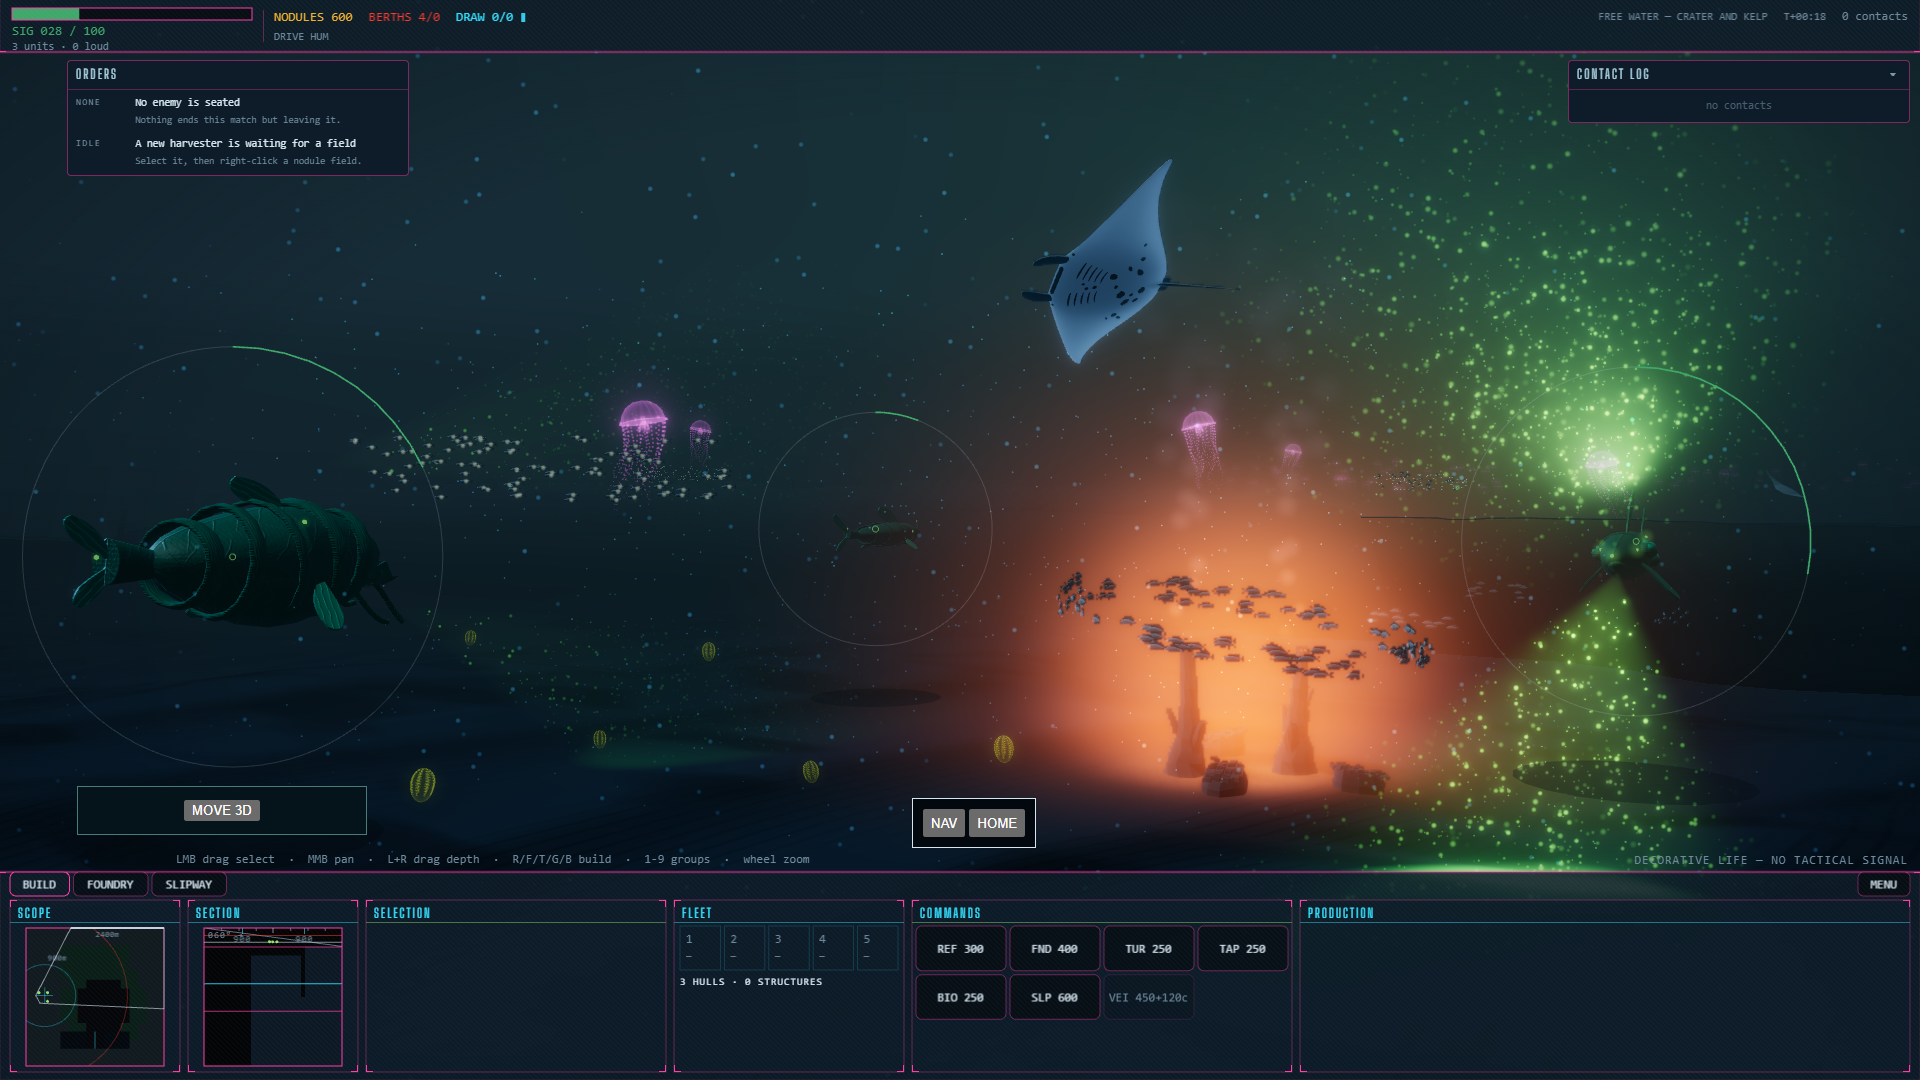 SIG 028 / 100
3 units · 0 loud
NODULES 600 BERTHS 4/0 DRAW 0/0
DRIVE HUM
FREE WATER — CRATER AND KELP T+00:18 0 contacts
ORDERS
NONE No enemy is seated
Nothing ends this match but leaving it.
IDLE A new harvester is waiting for a field
Select it, then right-click a nodule field.
CONTACT LOG
no contacts
MOVE 3D
NAV HOME
LMB drag select · MMB pan · L+R drag depth · R/F/T/G/B build · 1-9 groups · wheel zoom
DECORATIVE LIFE — NO TACTICAL SIGNAL
BUILD FOUNDRY SLIPWAY
MENU
SCOPE
2400m
900m
SECTION
060°
900 900
SELECTION
FLEET
1 2 3 4 5
– – – – –
3 HULLS · 0 STRUCTURES
COMMANDS
REF 300 FND 400 TUR 250 TAP 250
BIO 250 SLP 600 VEI 450+120c
PRODUCTION